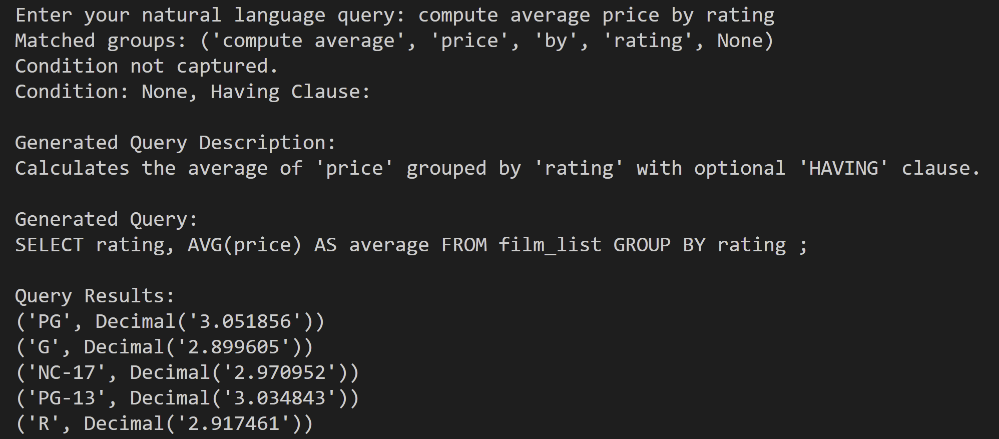 Enter your natural language query: compute average price by rating
Matched groups: ('compute average', 'price', 'by', 'rating', None)
Condition not captured.
Condition: None, Having Clause:
Generated Query Description:
Calculates the average of 'price' grouped by 'rating' with optional 'HAVING' clause.
Generated Query:
SELECT rating, AVG(price) AS average FROM film_list GROUP BY rating ;
Query Results:
('PG', Decimal('3.051856'))
('G', Decimal('2.899605'))
('NC-17', Decimal('2.970952'))
('PG-13', Decimal('3.034843'))
('R', Decimal('2.917461'))